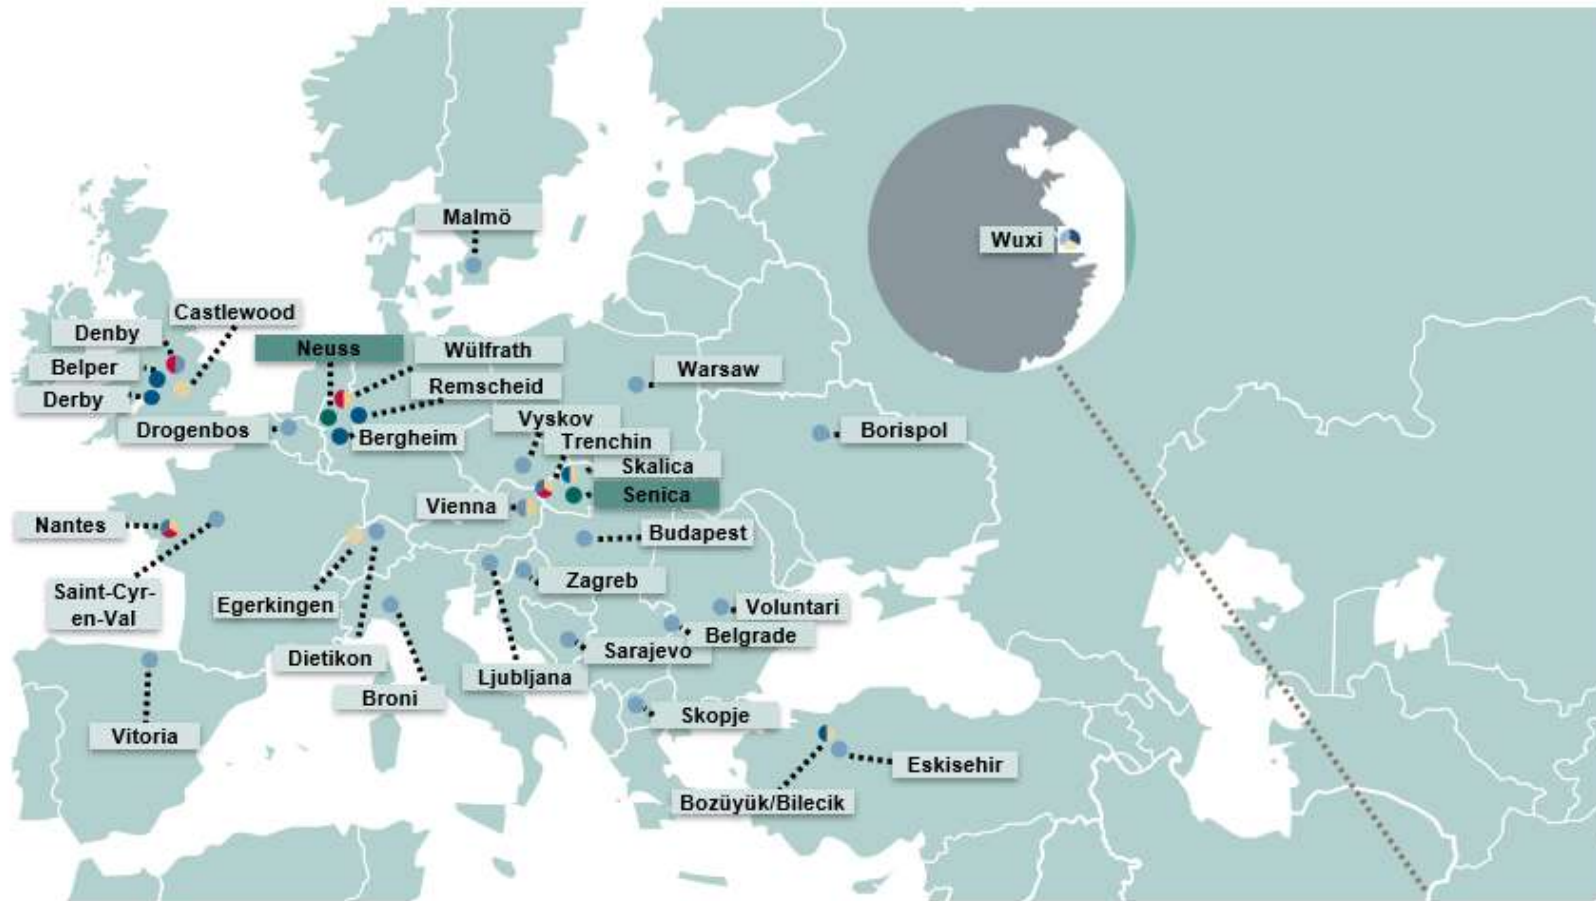 Malmö
Wuxi
Castlewood
Denby
Neuss
Wülfrath
Belper
Warsaw
Remscheid
Derby
Vyskov
Drogenbos
Borispol
Bergheim
Trenchin
Skalica
Senica
Vienna
Nantes
Budapest
Zagreb
Saint-Cyr-
en-Val
Egerkingen
Voluntari
Belgrade
Sarajevo
Dietikon
Ljubljana
Broni
Skopje
Vitoria
Eskisehir
Bozüyük/Bilecik